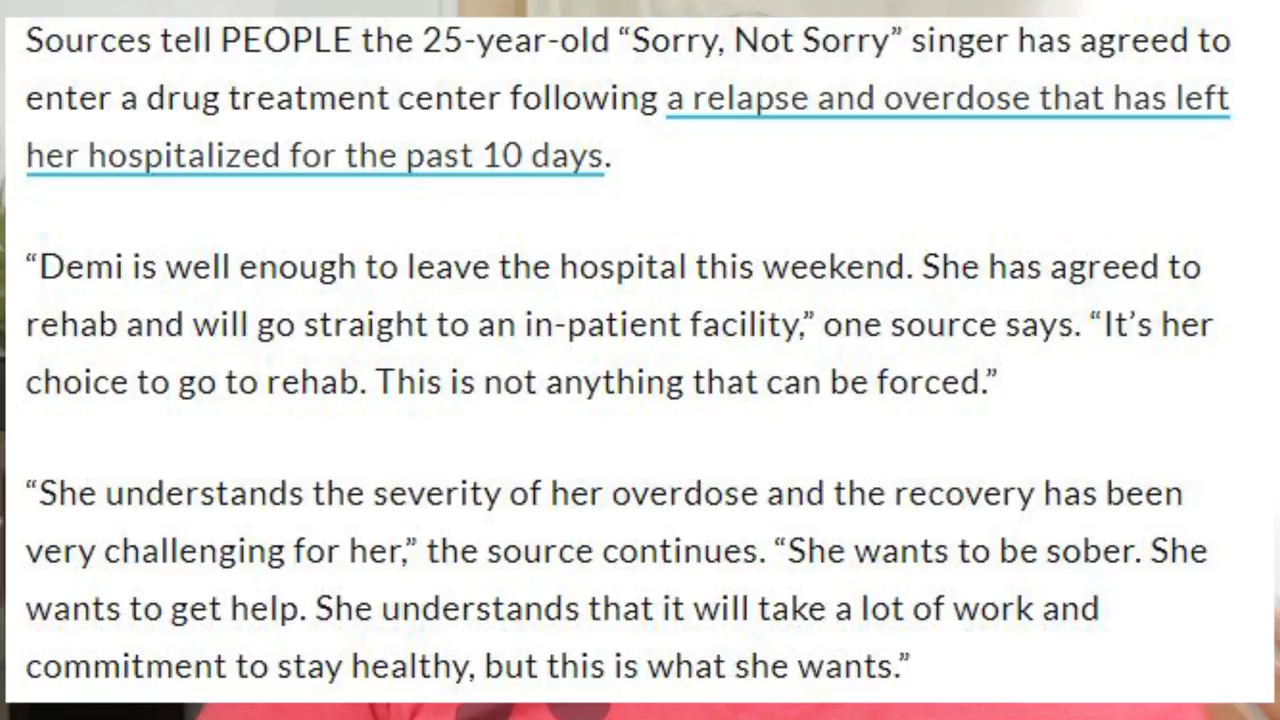 Sources tell PEOPLE the 25-year-old “Sorry, Not Sorry” singer has agreed to
enter a drug treatment center following a relapse and overdose that has left
her hospitalized for the past 10 days.
“Demi is well enough to leave the hospital this weekend. She has agreed to
rehab and will go straight to an in-patient facility,” one source says. “It’s her
choice to go to rehab. This is not anything that can be forced.”
“She understands the severity of her overdose and the recovery has been
very challenging for her,” the source continues. “She wants to be sober. She
wants to get help. She understands that it will take a lot of work and
commitment to stay healthy, but this is what she wants.”